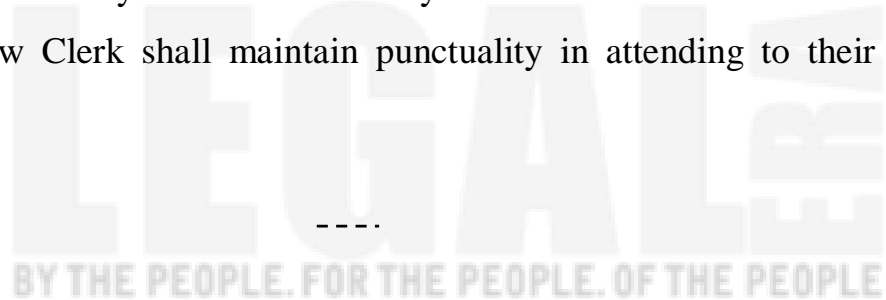 w Clerk shall maintain punctuality in attending to their
----
LEGAL ERA
BY THE PEOPLE. FOR THE PEOPLE. OF THE PEOPLE